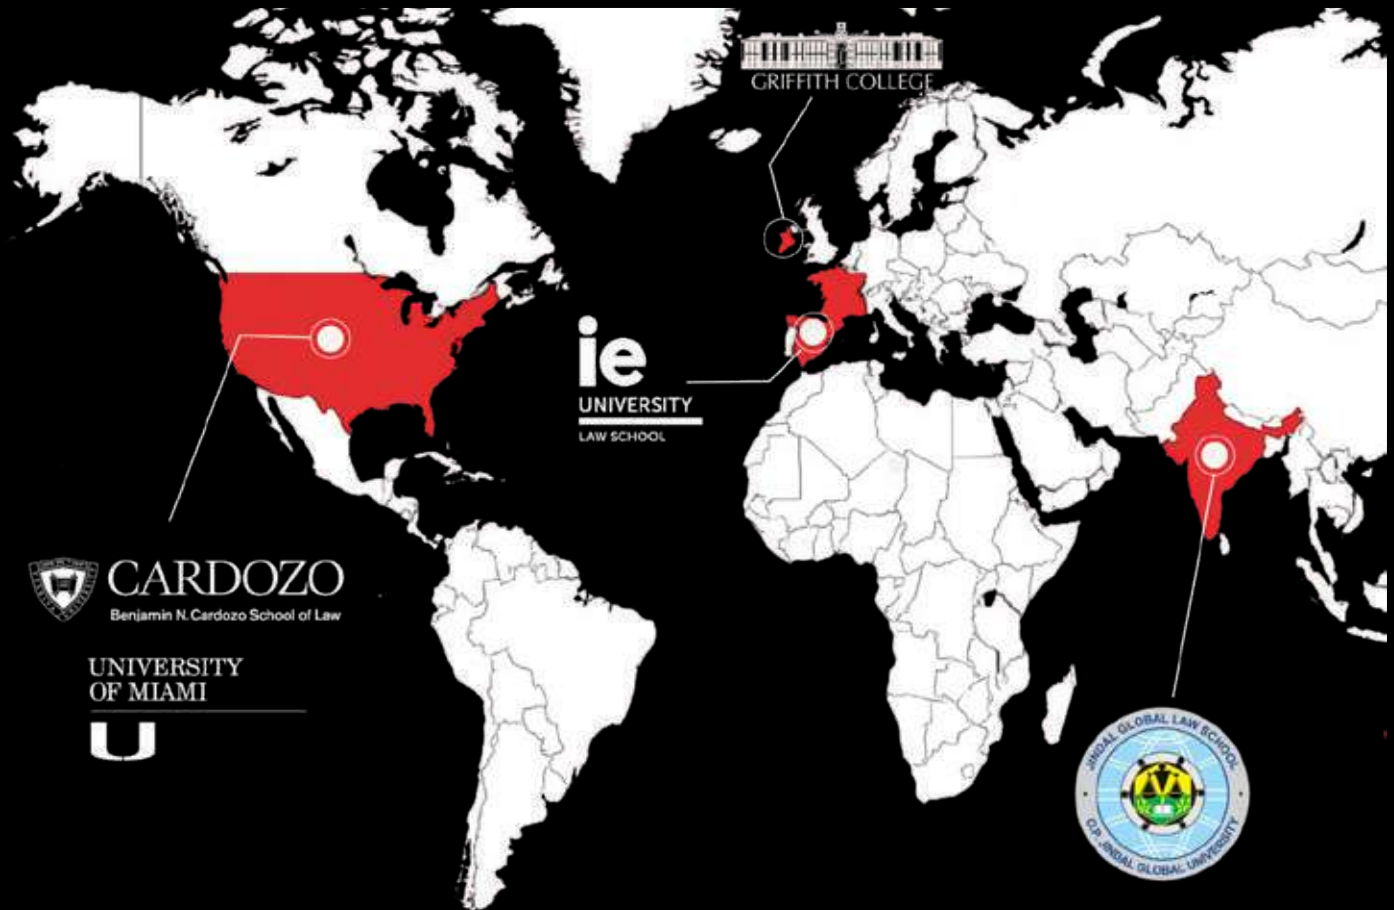 GRIFFITH COLLEGE
ie
UNIVERSITY
LAW SCHOOL
CARDOZO
Benjamin N. Cardozo School of Law
UNIVERSITY
OF MIAMI
U
JINDAL GLOBAL LAW SCHOOL
O.P. JINDAL GLOBAL UNIVERSITY